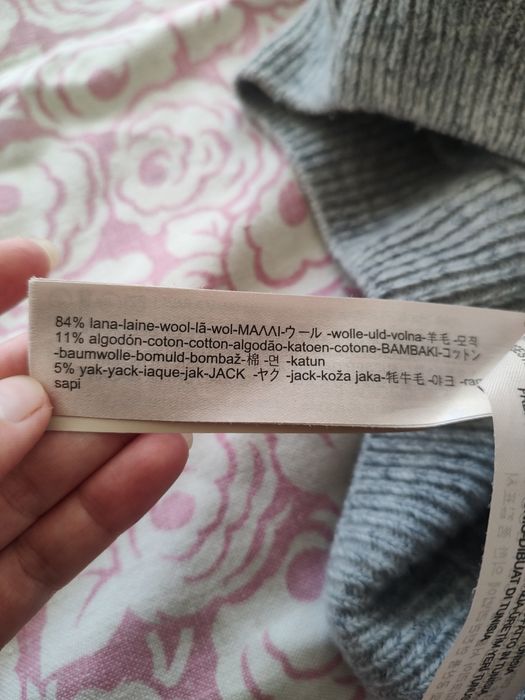 84% lana-laine-wool-lã-wol-ΜΑΛΛΙ-ウール -wolle-uld-volna-羊毛-모직
11% algodón-coton-cotton-algodão-katoen-cotone-ΒΑΜΒΑΚΙ-コットン
-baumwolle-bomuld-bombaž-棉 -면 -katun
5% yak-yack-iaque-jak-JACK -ヤク -jack-koža jaka-牦牛毛-야크
sapi